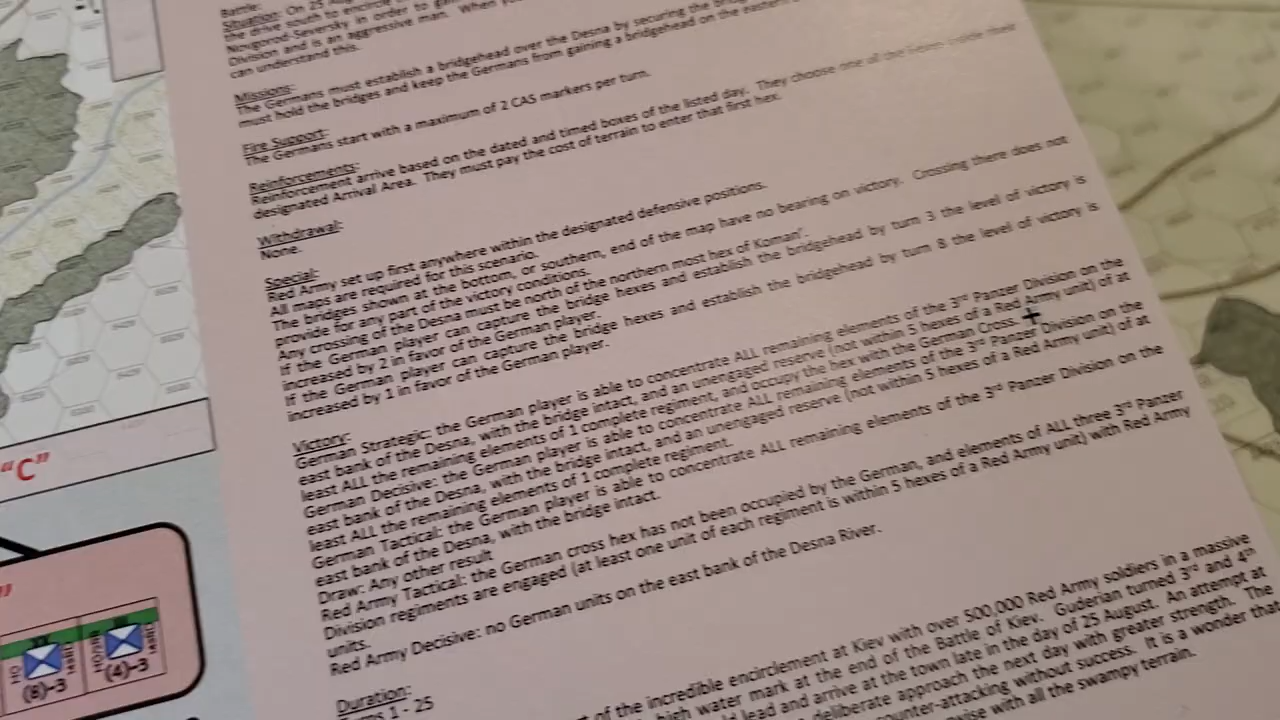 Battle:
Situation: On 25 Aug
the drive south to encircle
Novgorod-Seversky in order to gain
Division and is an aggressive man. When you
can understand this.
Missions:
The Germans must establish a bridgehead over the Desna by securing the
must hold the bridges and keep the Germans from gaining a bridgehead on the eastern
Fire Support:
The Germans start with a maximum of 2 CAS markers per turn.
Reinforcements:
Reinforcement arrive based on the dated and timed boxes of the listed day. They choose one of the hexes inside their
designated Arrival Area. They must pay the cost of terrain to enter that first hex.
Withdrawal:
None.
Special:
Red Army set up first anywhere within the designated defensive positions.
All maps are required for this scenario.
The bridges shown at the bottom, or southern, end of the map have no bearing on victory. Crossing there does not
provide for any part of the victory conditions.
Any crossing of the Desna must be north of the northern most hex of Koman'.
If the German player can capture the bridge hexes and establish the bridgehead by turn 3 the level of victory is
increased by 2 in favor of the German player.
If the German player can capture the bridge hexes and establish the bridgehead by turn 8 the level of victory is
increased by 1 in favor of the German player.
Victory:
German Strategic: the German player is able to concentrate ALL remaining elements of the 3rd Panzer Division on the
east bank of the Desna, with the bridge intact, and an unengaged reserve (not within 5 hexes of a Red Army unit) of at
least ALL the remaining elements of 1 complete regiment, and occupy the hex with the German Cross.
German Decisive: the German player is able to concentrate ALL remaining elements of the 3rd Panzer Division on the
east bank of the Desna, with the bridge intact, and an unengaged reserve (not within 5 hexes of a Red Army unit) of at
least ALL the remaining elements of 1 complete regiment.
German Tactical: the German player is able to concentrate ALL remaining elements of the 3rd Panzer Division on the
east bank of the Desna, with the bridge intact.
Draw: Any other result
Red Army Tactical: the German cross hex has not been occupied by the German, and elements of ALL three 3rd Panzer
Division regiments are engaged (at least one unit of each regiment is within 5 hexes of a Red Army unit) with Red Army
units.
Red Army Decisive: no German units on the east bank of the Desna River.
Duration:
1 - 25
of the incredible encirclement at Kiev with over 500,000 Red Army soldiers in a massive
high water mark at the end of the Battle of Kiev. Guderian turned 3rd and 4th
lead and arrive at the town late in the day of 25 August. An attempt at
deliberate approach the next day with greater strength. The
counter-attacking without success. It is a wonder that
with all the swampy terrain.
"C"
HQ
(8)-3
(4)-3